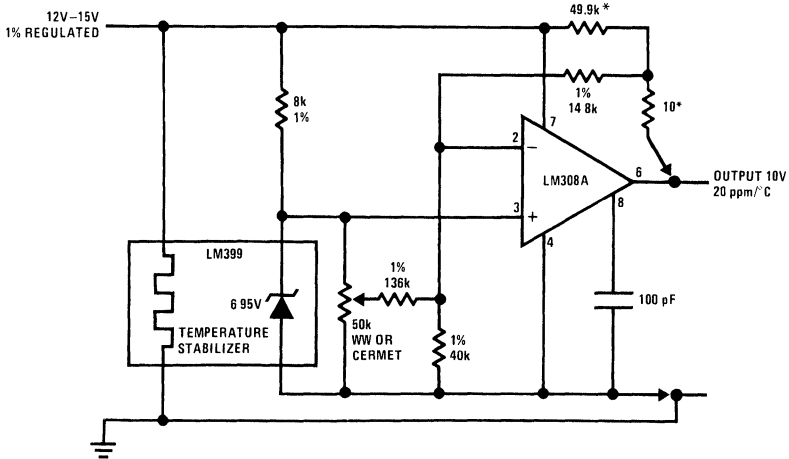 12V–15V
1% REGULATED
49.9k*
1%
14 8k
8k
1%
10*
7
2
−
LM308A
6
OUTPUT 10V
20 ppm/°C
3
+
8
4
LM399
6 95V
1%
136k
100 pF
50k
WW OR
CERMET
1%
40k
TEMPERATURE
STABILIZER